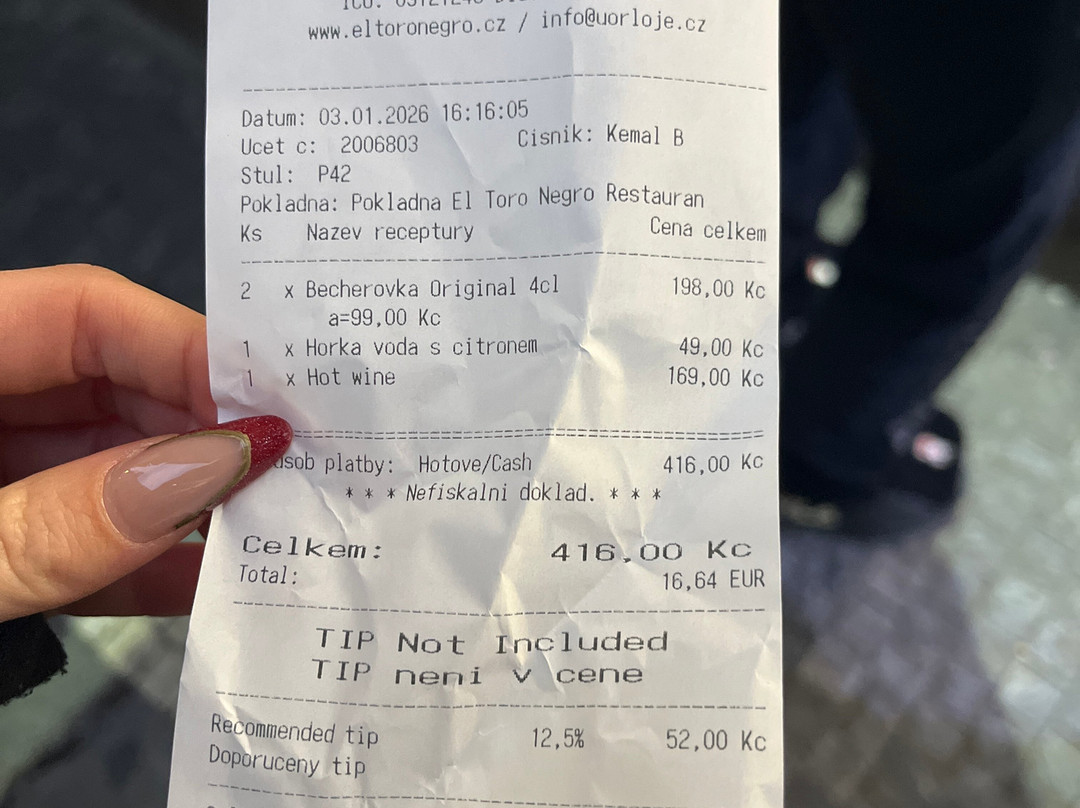 www.eltoronegro.cz / info@uorloje.cz
Datum: 03.01.2026 16:16:05
Ucet c: 2006803 Cisnik: Kemal B
Stul: P42
Pokladna: Pokladna El Toro Negro Restauran
Ks Nazev receptury Cena celkem
2 x Becherovka Original 4cl 198,00 Kc
a=99,00 Kc
1 x Horka voda s citronem 49,00 Kc
1 x Hot wine 169,00 Kc
usob platby: Hotove/Cash 416,00 Kc
* * * Nefiskalni doklad. * * *
Celkem: 416,00 Kc
Total: 16,64 EUR
TIP Not Included
TIP neni v cene
Recommended tip 12,5% 52,00 Kc
Doporuceny tip